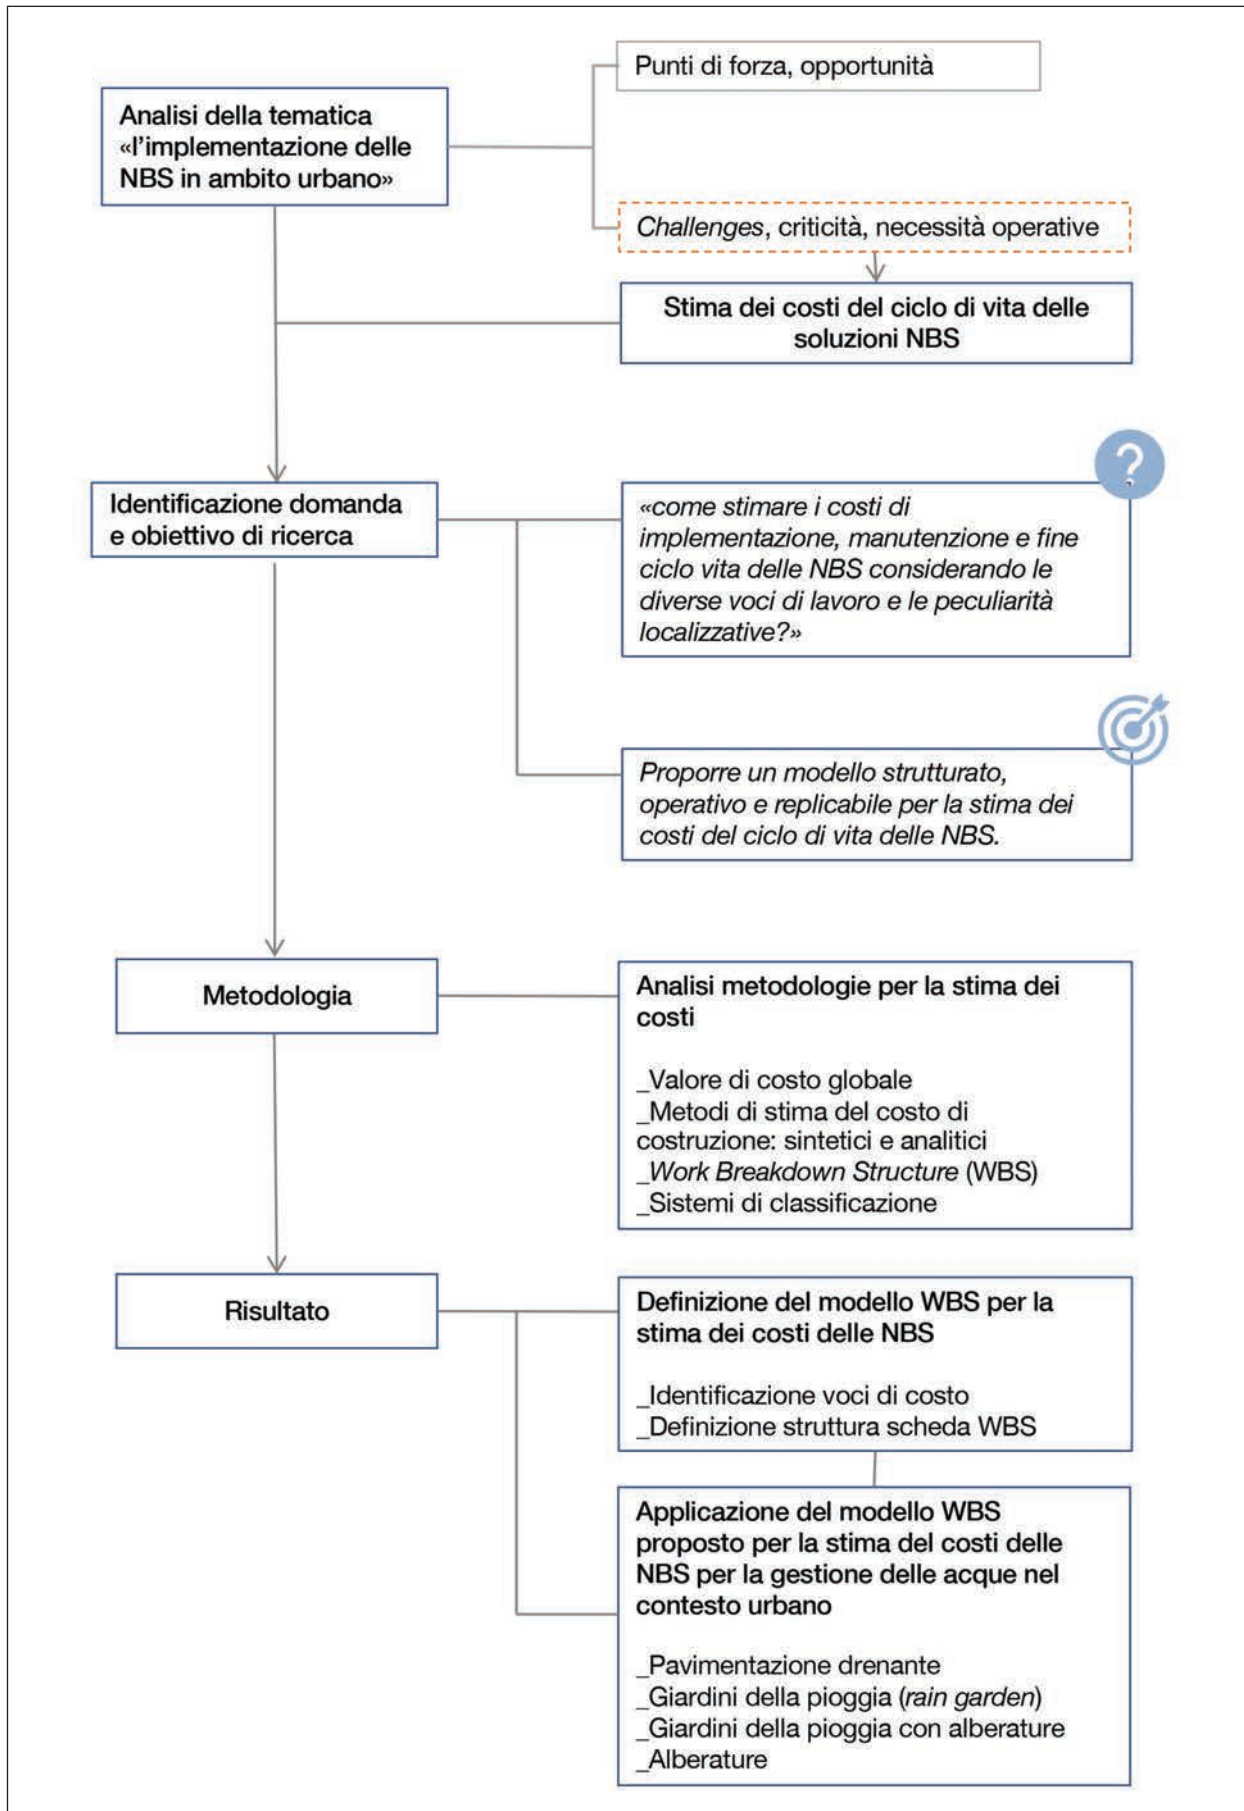 Punti di forza, opportunità
Analisi della tematica
«l'implementazione delle
NBS in ambito urbano»
Challenges, criticità, necessità operative
Stima dei costi del ciclo di vita delle
soluzioni NBS
?
Identificazione domanda
e obiettivo di ricerca
«come stimare i costi di
implementazione, manutenzione e fine
ciclo vita delle NBS considerando le
diverse voci di lavoro e le peculiarità
localizzative?»
Proporre un modello strutturato,
operativo e replicabile per la stima dei
costi del ciclo di vita delle NBS.
Metodologia
Analisi metodologie per la stima dei
costi
_Valore di costo globale
_Metodi di stima del costo di
costruzione: sintetici e analitici
_Work Breakdown Structure (WBS)
_Sistemi di classificazione
Risultato
Definizione del modello WBS per la
stima dei costi delle NBS
_Identificazione voci di costo
_Definizione struttura scheda WBS
Applicazione del modello WBS
proposto per la stima del costi delle
NBS per la gestione delle acque nel
contesto urbano
_Pavimentazione drenante
_Giardini della pioggia (rain garden)
_Giardini della pioggia con alberature
_Alberature